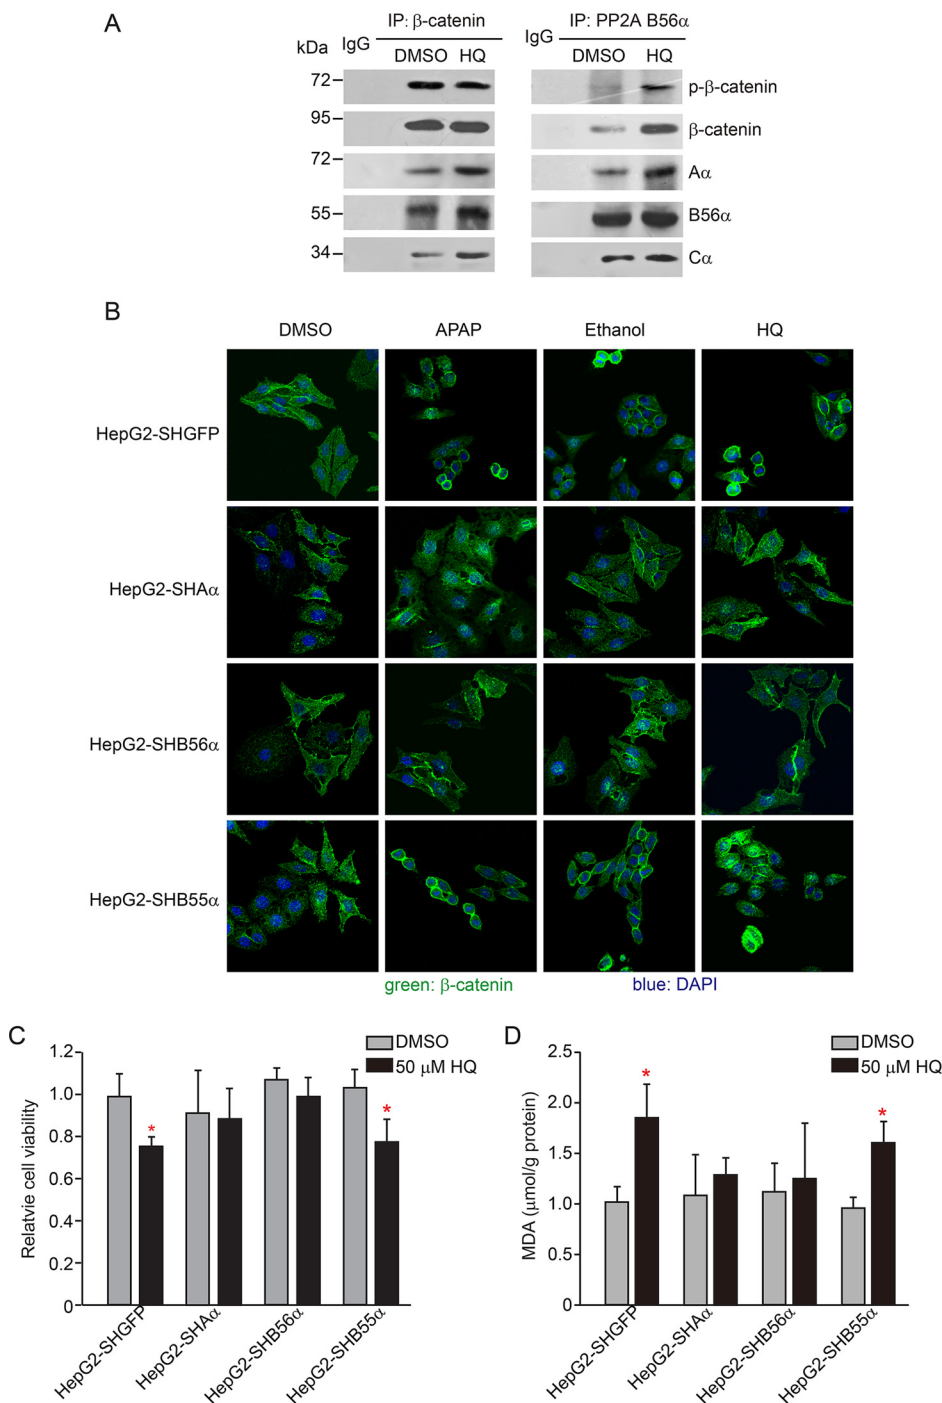 A
IP: β-catenin
IP: PP2A B56α
kDa
IgG
DMSO
HQ
IgG
DMSO
HQ
72
p-β-catenin
95
β-catenin
72
Aα
55
B56α
34
Cα
B
DMSO
APAP
Ethanol
HQ
HepG2-SHGFP
HepG2-SHAα
HepG2-SHB56α
HepG2-SHB55α
green: β-catenin
blue: DAPI
C
DMSO
50 μM HQ
Relatvie cell viability
1.2
1.0
0.8
0.6
0.4
0.2
0
*
*
HepG2-SHGFP
HepG2-SHAα
HepG2-SHB56α
HepG2-SHB55α
D
DMSO
50 μM HQ
MDA (μmol/g protein)
2.5
2.0
1.5
1.0
0.5
0
*
*
HepG2-SHGFP
HepG2-SHAα
HepG2-SHB56α
HepG2-SHB55α